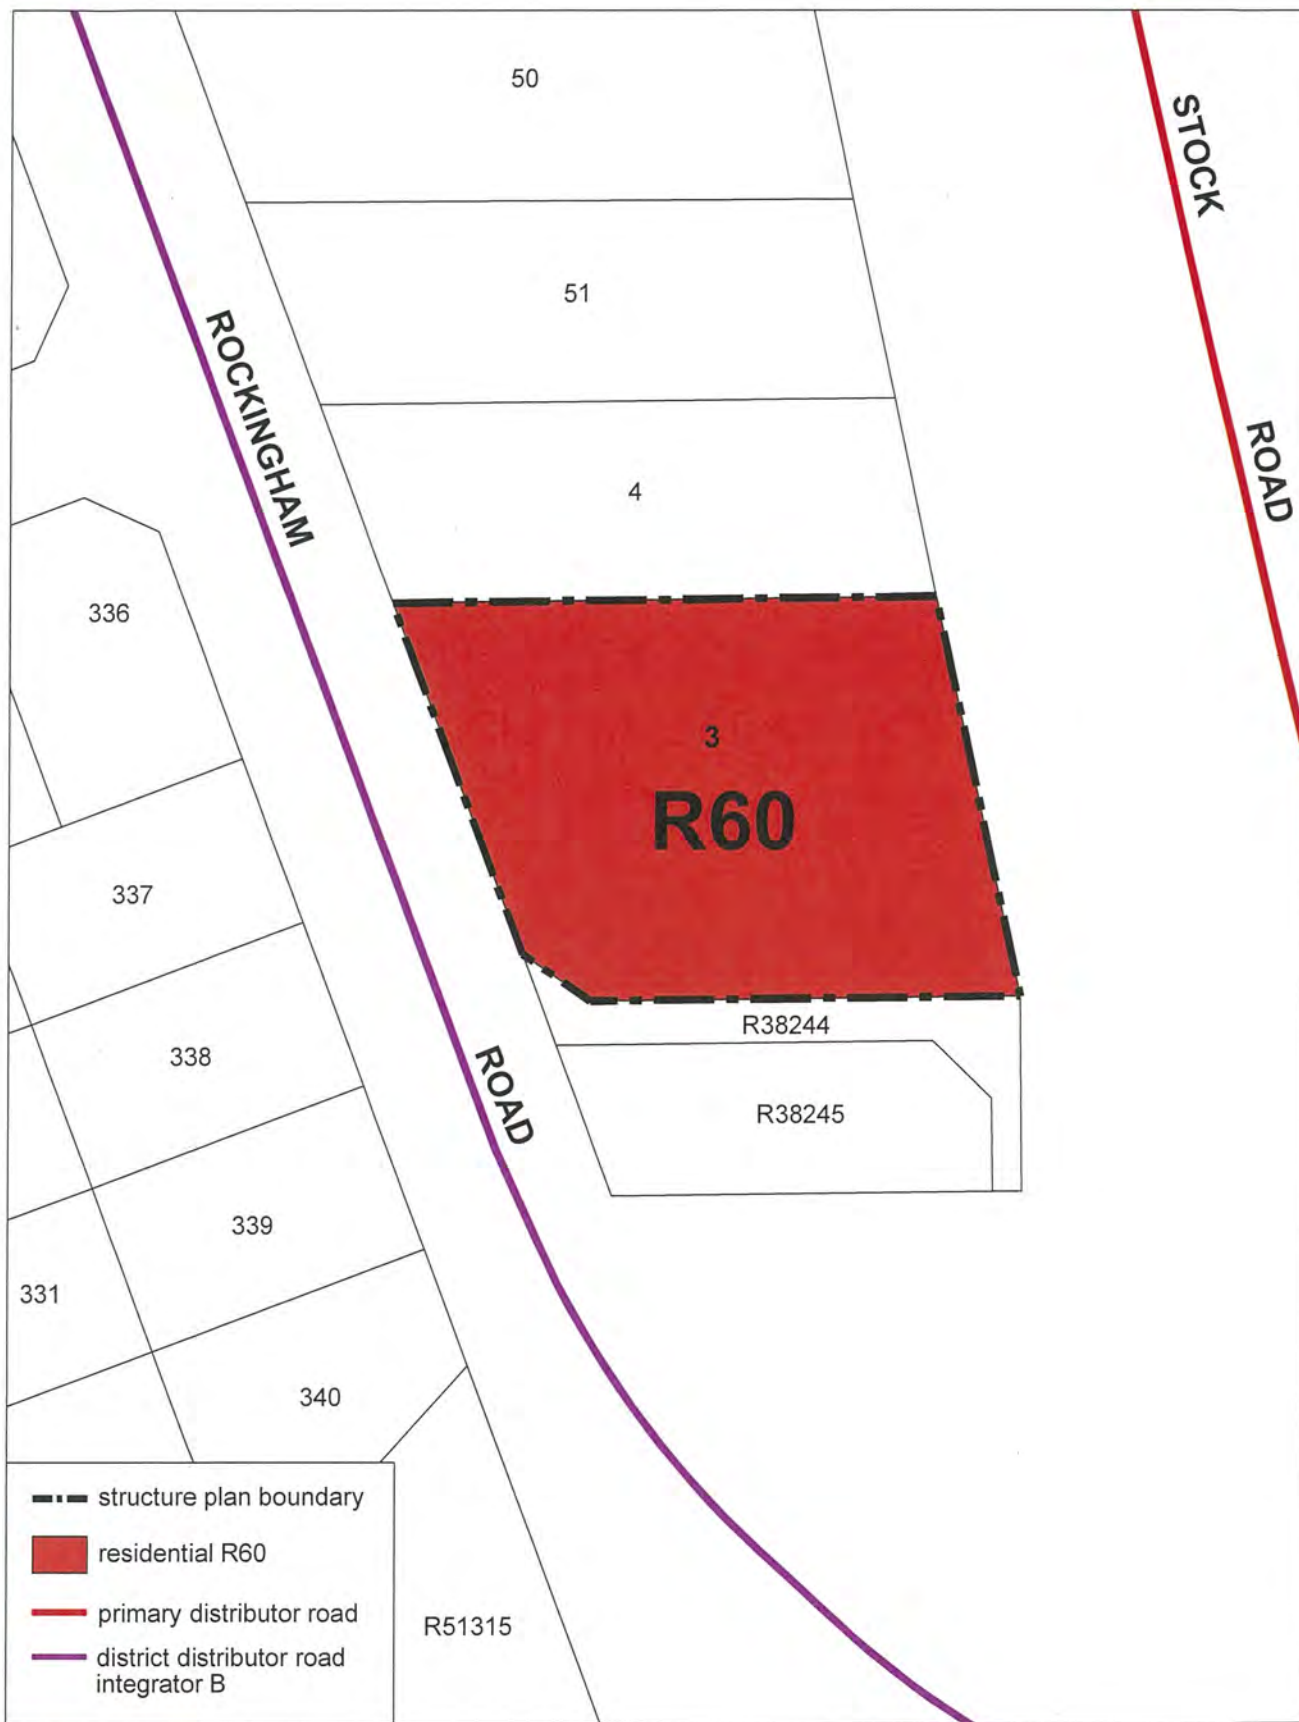 50
STOCK
51
ROCKINGHAM
ROAD
4
336
3
R60
337
R38244
338
ROAD
R38245
339
331
340
structure plan boundary
residential R60
primary distributor road
R51315
district distributor road
integrator B